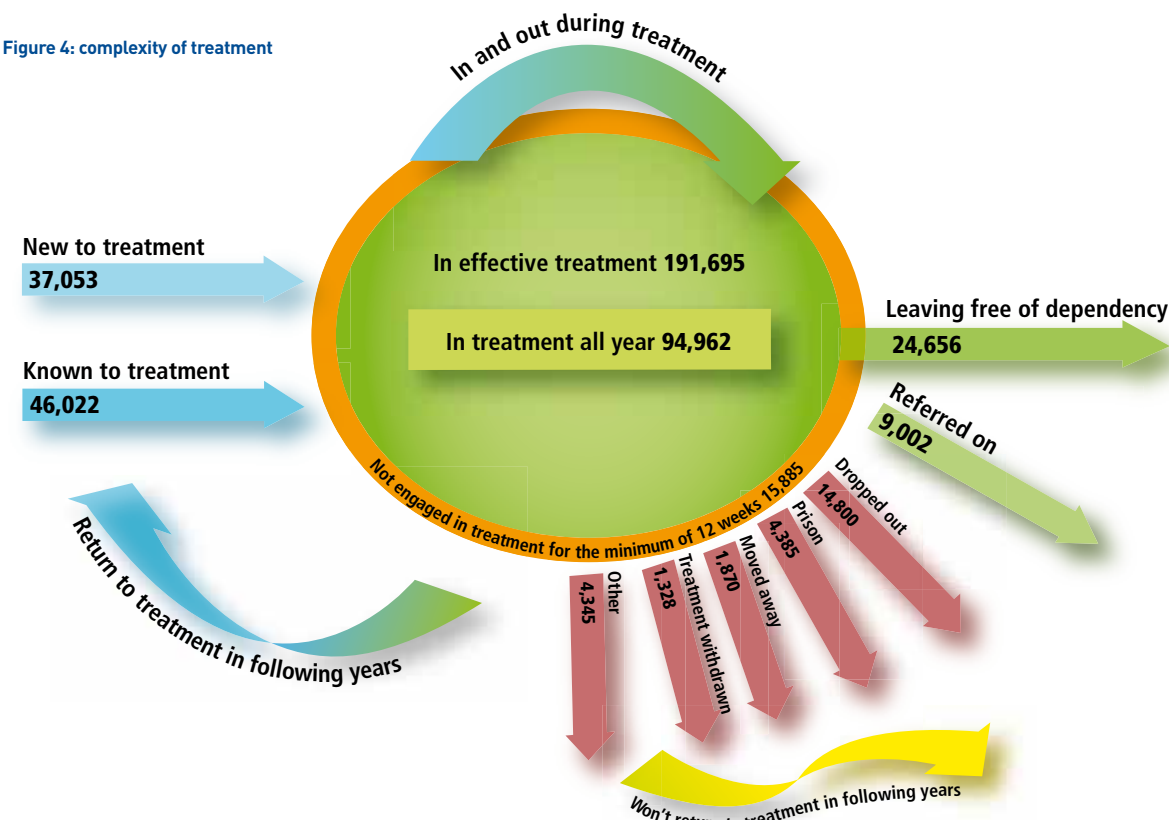 Figure 4: complexity of treatment
In and out during treatment
New to treatment
37,053
In effective treatment 191,695
In treatment all year 94,962
Leaving free of dependency
24,656
Known to treatment
46,022
Referred on
9,002
Not engaged in treatment for the minimum of 12 weeks 15,885
Dropped out
14,800
Prison
4,385
Moved away
1,870
Treatment withdrawn
1,328
Other
4,345
Return to treatment in following years
Won't return to treatment in following years